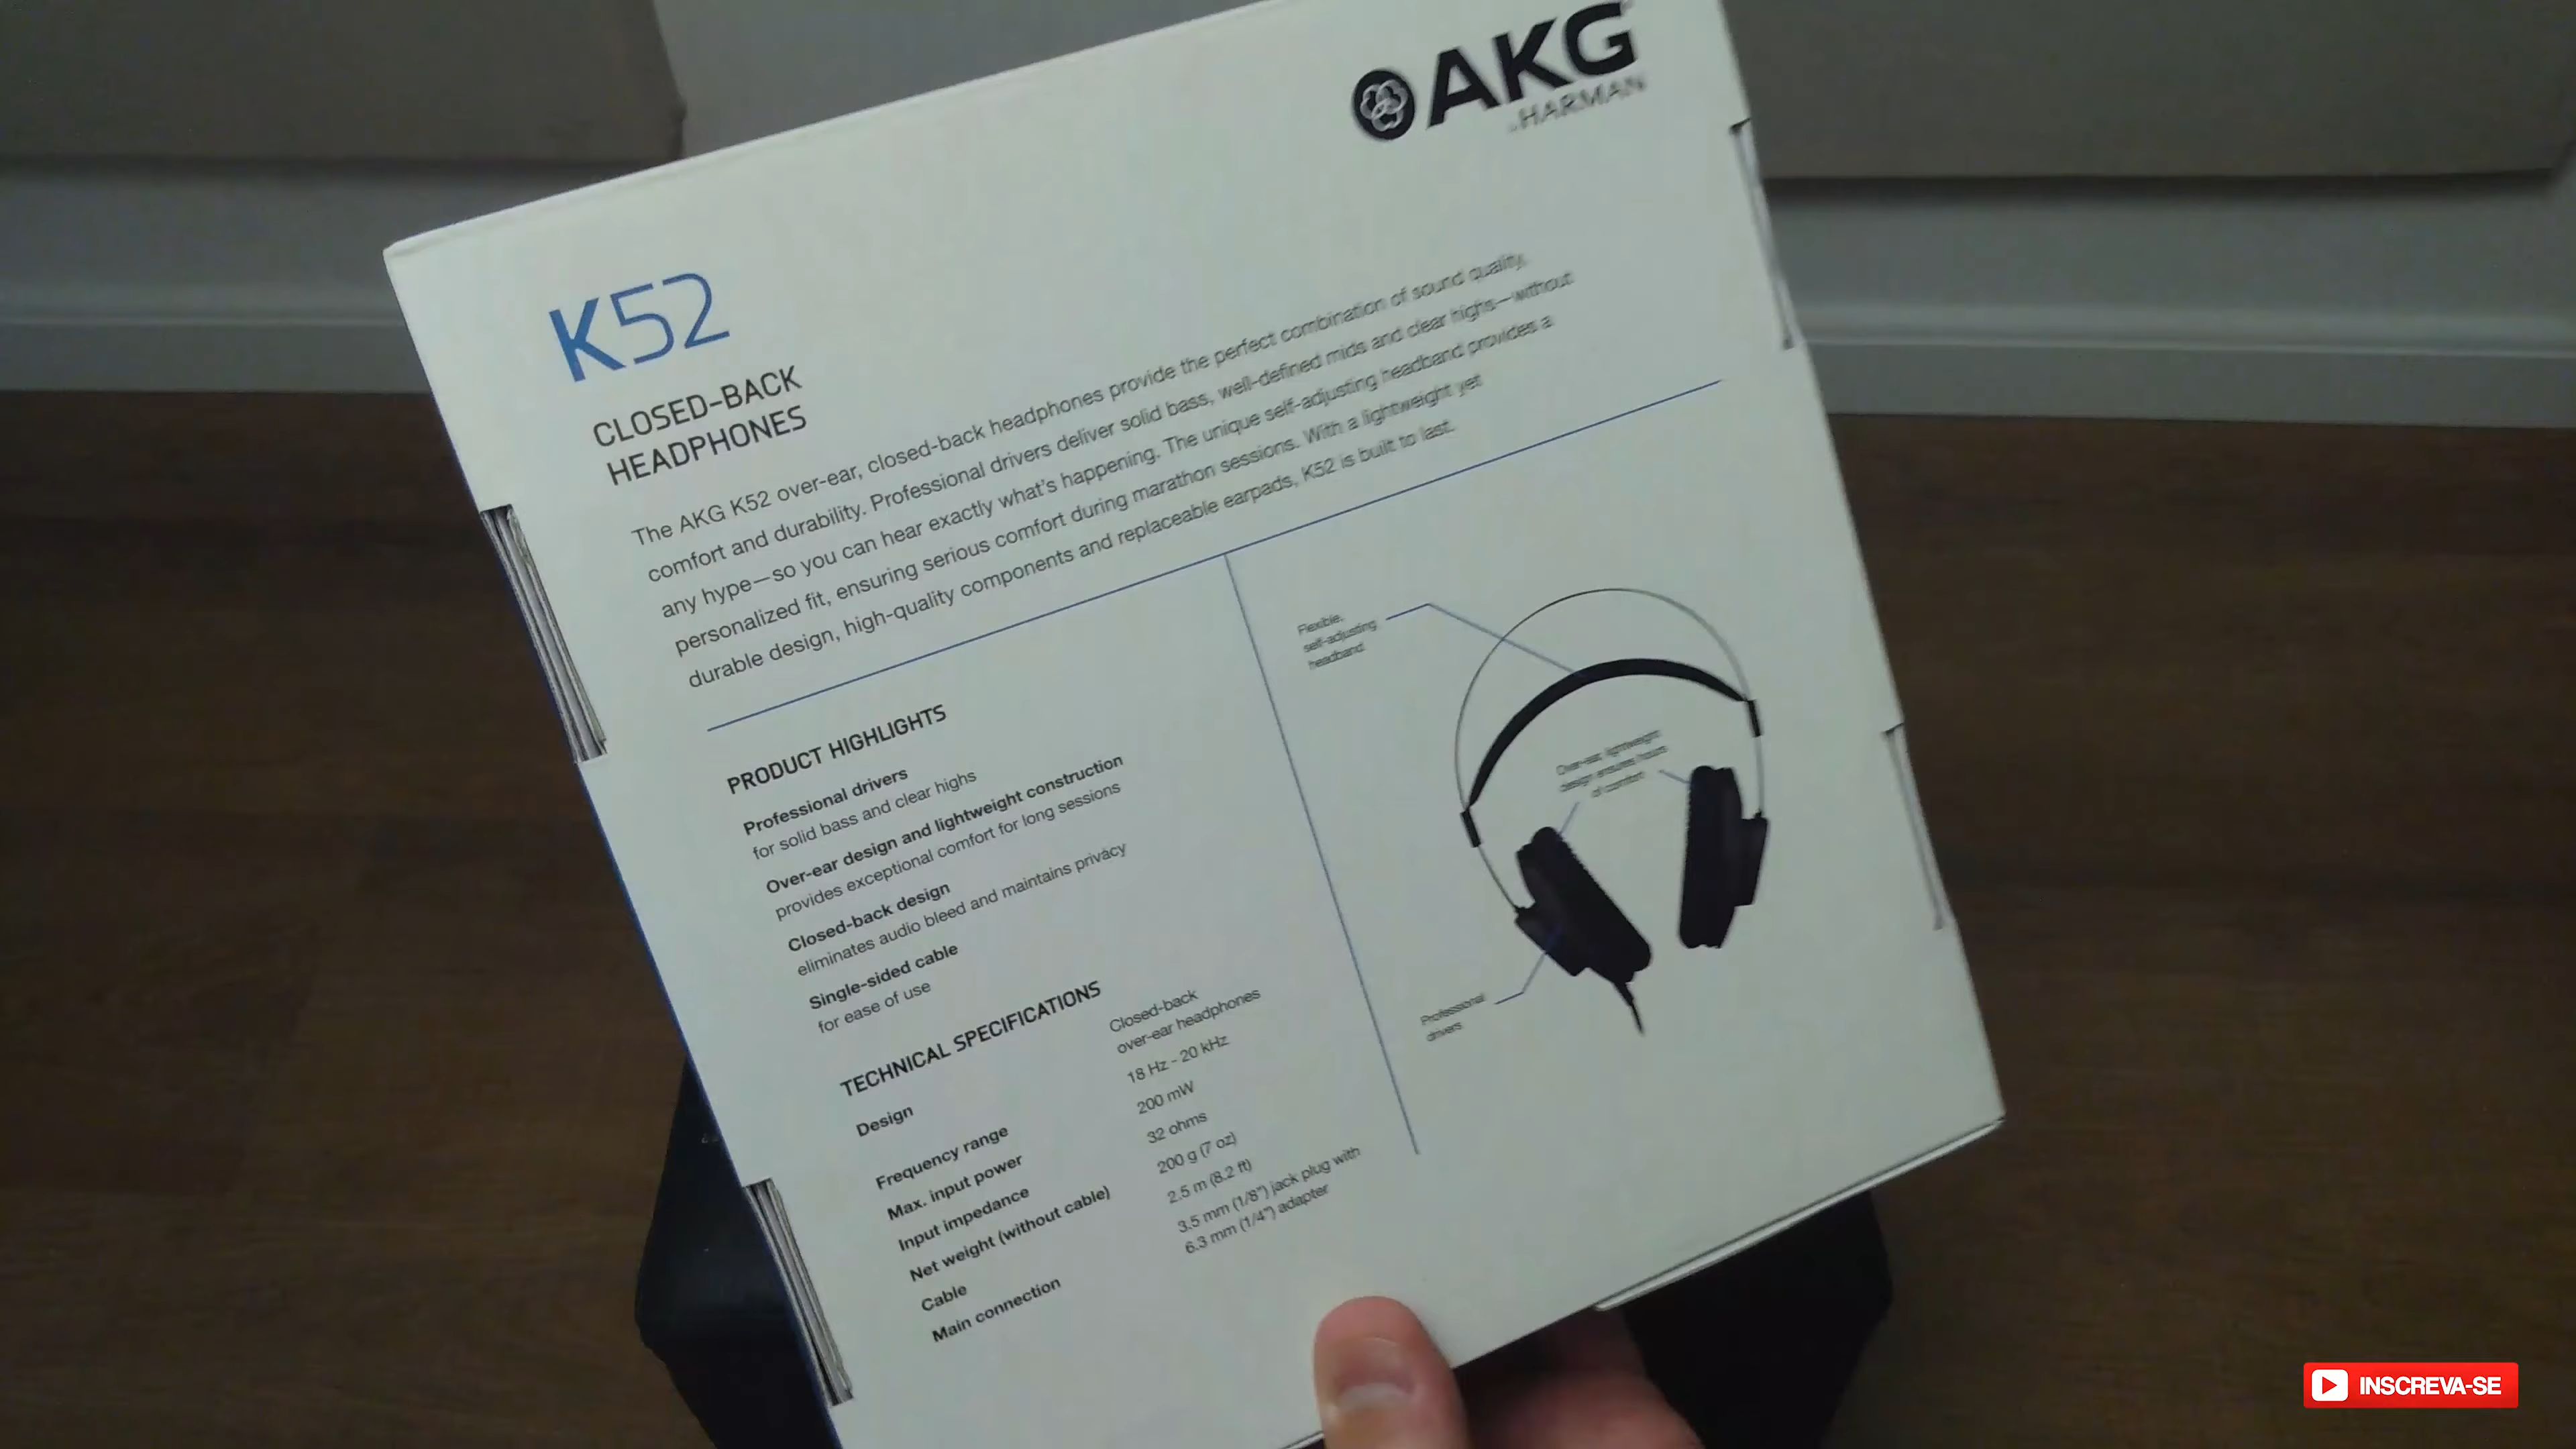 AKG
by HARMAN
K52
CLOSED-BACK
HEADPHONES
The AKG K52 over-ear, closed-back headphones provide the perfect combination of sound quality,
comfort and durability. Professional drivers deliver solid bass, well-defined mids and clear highs—without
any hype—so you can hear exactly what's happening. The unique self-adjusting headband provides a
personalized fit, ensuring serious comfort during marathon sessions. With a lightweight yet
durable design, high-quality components and replaceable earpads, K52 is built to last.
PRODUCT HIGHLIGHTS
Professional drivers
for solid bass and clear highs
Over-ear design and lightweight construction
provides exceptional comfort for long sessions
Closed-back design
eliminates audio bleed and maintains privacy
Single-sided cable
for ease of use
TECHNICAL SPECIFICATIONS
Design Closed-back
over-ear headphones
Frequency range 18 Hz - 20 kHz
Max. input power 200 mW
Input impedance 32 ohms
Net weight (without cable) 200 g (7 oz)
Cable 2.5 m (8.2 ft)
Main connection 3.5 mm (1/8") jack plug with
6.3 mm (1/4") adapter
Flexible,
self-adjusting
headband
Over-ear, lightweight
design ensures hours
of comfort
Professional
drivers
INSCREVA-SE